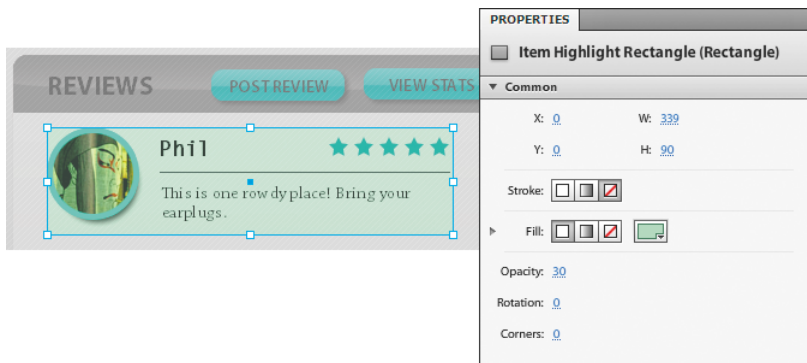 REVIEWS
POST REVIEW
VIEW STATS
Phil
This is one rowdy place! Bring your
earplugs.
PROPERTIES
Item Highlight Rectangle (Rectangle)
Common
X: 0 W: 339
Y: 0 H: 90
Stroke:
Fill:
Opacity: 30
Rotation: 0
Corners: 0